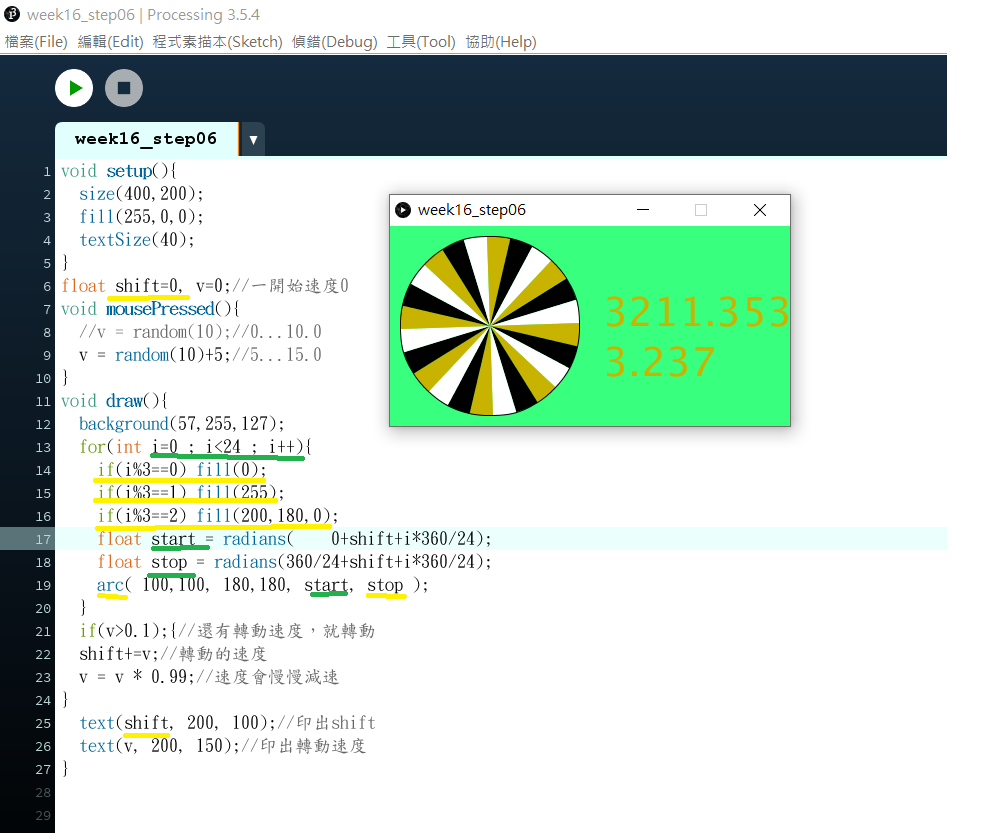 week16_step06 | Processing 3.5.4
檔案(File) 編輯(Edit) 程式素描本(Sketch) 偵錯(Debug) 工具(Tool) 協助(Help)
week16_step06 ▼
1 void setup(){
2 size(400,200);
3 fill(255,0,0);
4 textSize(40);
5 }
6 float shift=0, v=0;//一開始速度0
7 void mousePressed(){
8 //v = random(10);//0...10.0
9 v = random(10)+5;//5...15.0
10 }
11 void draw(){
12 background(57,255,127);
13 for(int i=0 ; i<24 ; i++){
14 if(i%3==0) fill(0);
15 if(i%3==1) fill(255);
16 if(i%3==2) fill(200,180,0);
17 float start = radians(    0+shift+i*360/24);
18 float stop = radians(360/24+shift+i*360/24);
19 arc( 100,100, 180,180, start, stop );
20 }
21 if(v>0.1);{//還有轉動速度，就轉動
22 shift+=v;//轉動的速度
23 v = v * 0.99;//速度會慢慢減速
24 }
25 text(shift, 200, 100);//印出shift
26 text(v, 200, 150);//印出轉動速度
27 }
28
29
week16_step06
3211.353
3.237